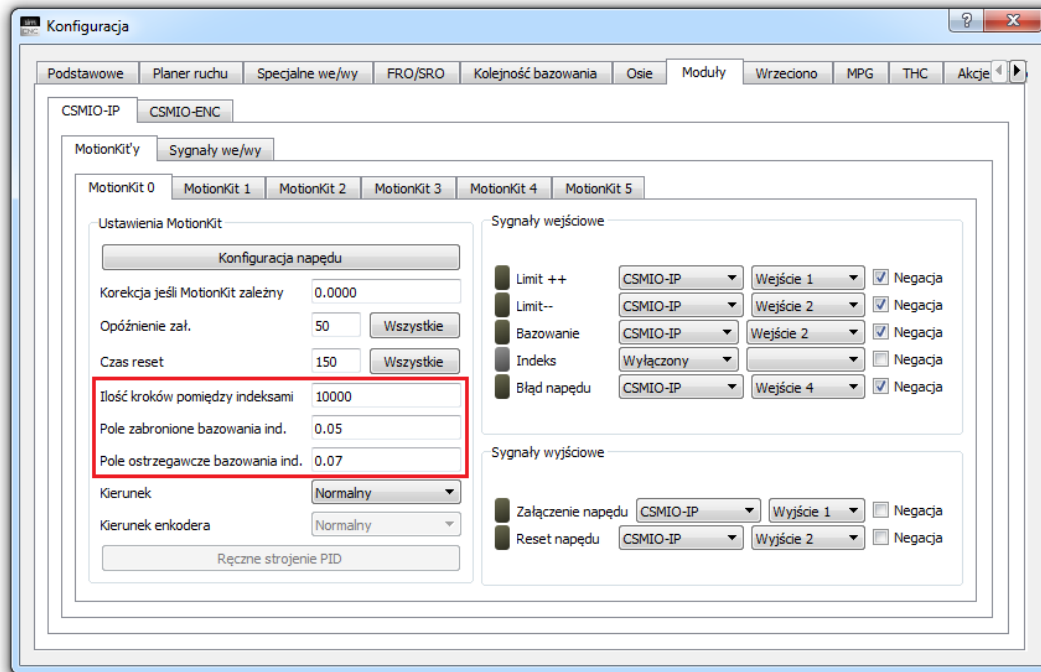 Konfiguracja
Podstawowe Planer ruchu Specjalne we/wy FRO/SRO Kolejność bazowania Osie Moduły Wrzeciono MPG THC Akcje
CSMIO-IP CSMIO-ENC
MotionKit'y Sygnały we/wy
MotionKit 0 MotionKit 1 MotionKit 2 MotionKit 3 MotionKit 4 MotionKit 5
Ustawienia MotionKit
Konfiguracja napędu
Korekcja jeśli MotionKit zależny 0.0000
Opóźnienie zał. 50 Wszystkie
Czas reset 150 Wszystkie
Ilość kroków pomiędzy indeksami 10000
Pole zabronione bazowania ind. 0.05
Pole ostrzegawcze bazowania ind. 0.07
Kierunek Normalny
Kierunek enkodera Normalny
Ręczne strojenie PID
Sygnały wejściowe
Limit ++ CSMIO-IP Wejście 1 Negacja
Limit-- CSMIO-IP Wejście 2 Negacja
Bazowanie CSMIO-IP Wejście 2 Negacja
Indeks Wyłączony Negacja
Błąd napędu CSMIO-IP Wejście 4 Negacja
Sygnały wyjściowe
Załączenie napędu CSMIO-IP Wyjście 1 Negacja
Reset napędu CSMIO-IP Wyjście 2 Negacja